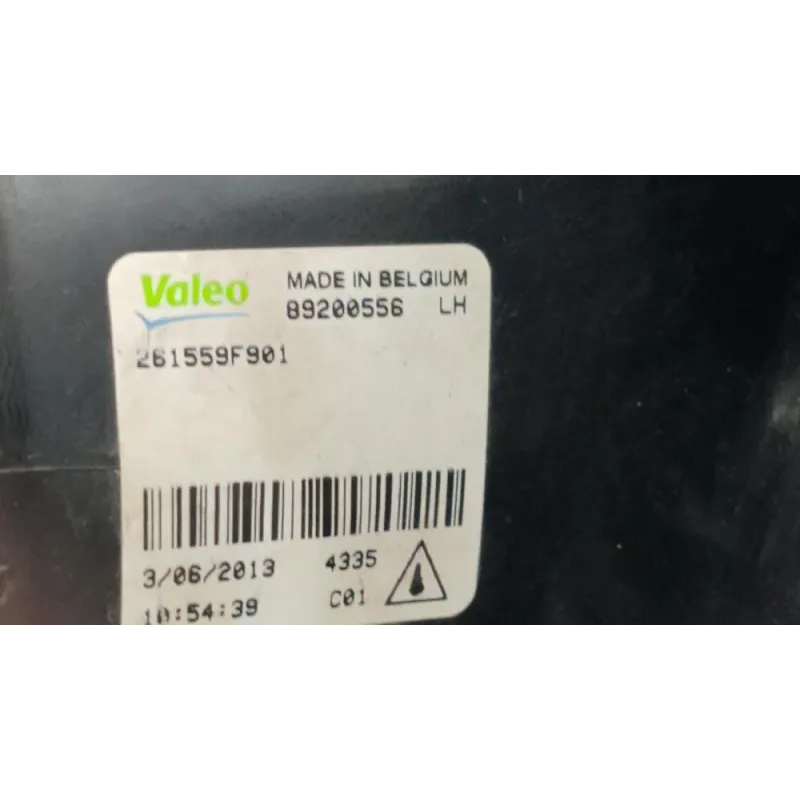 Valeo MADE IN BELGIUM
89200556 LH
261559F901
3/06/2013 4335
10:54:39 C01